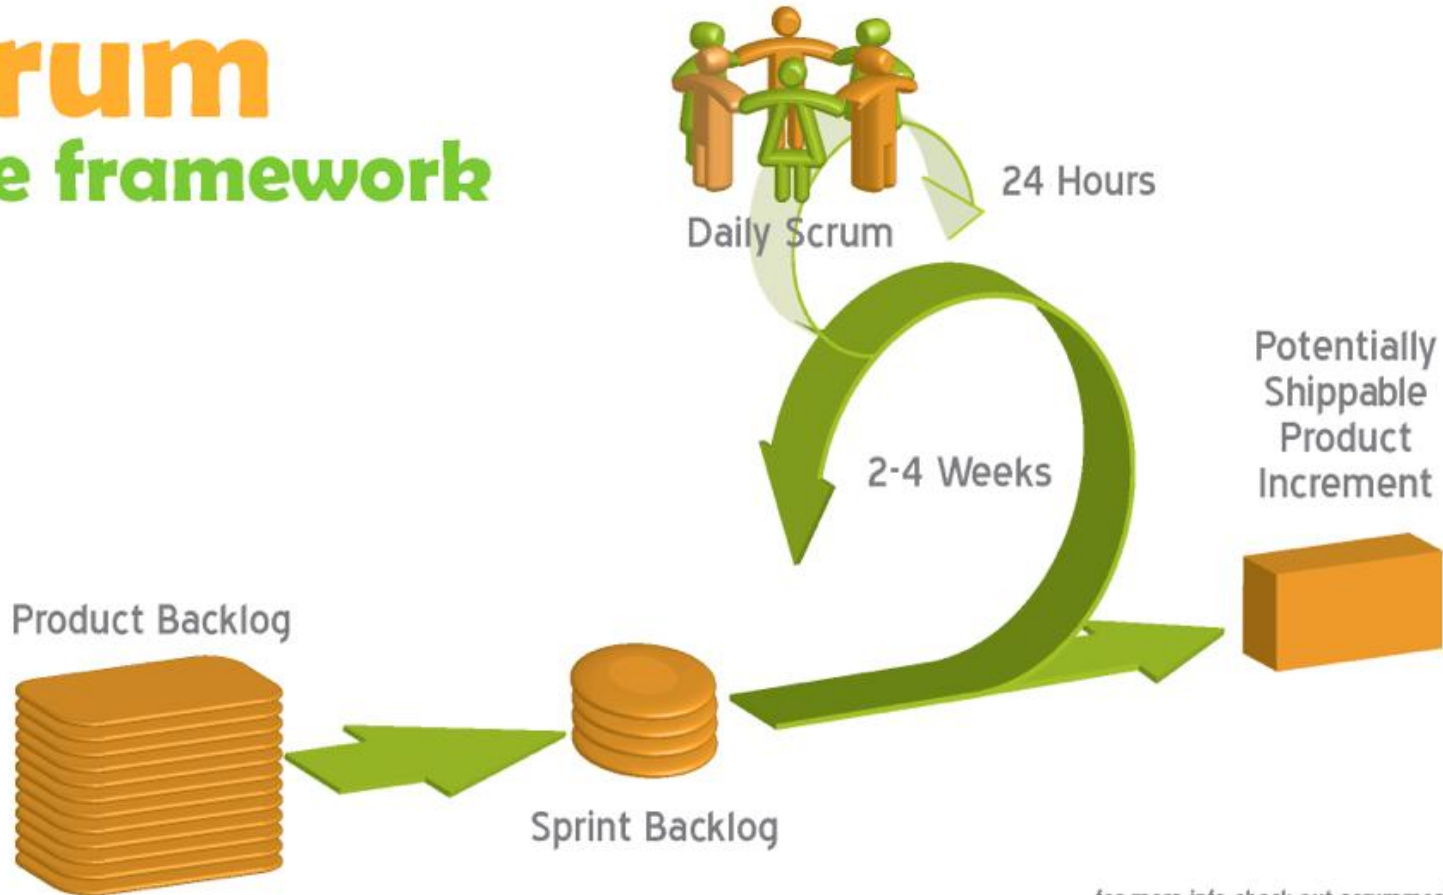 rum
e framework
24 Hours
Daily Scrum
Potentially
Shippable
Product
Increment
2-4 Weeks
Product Backlog
Sprint Backlog